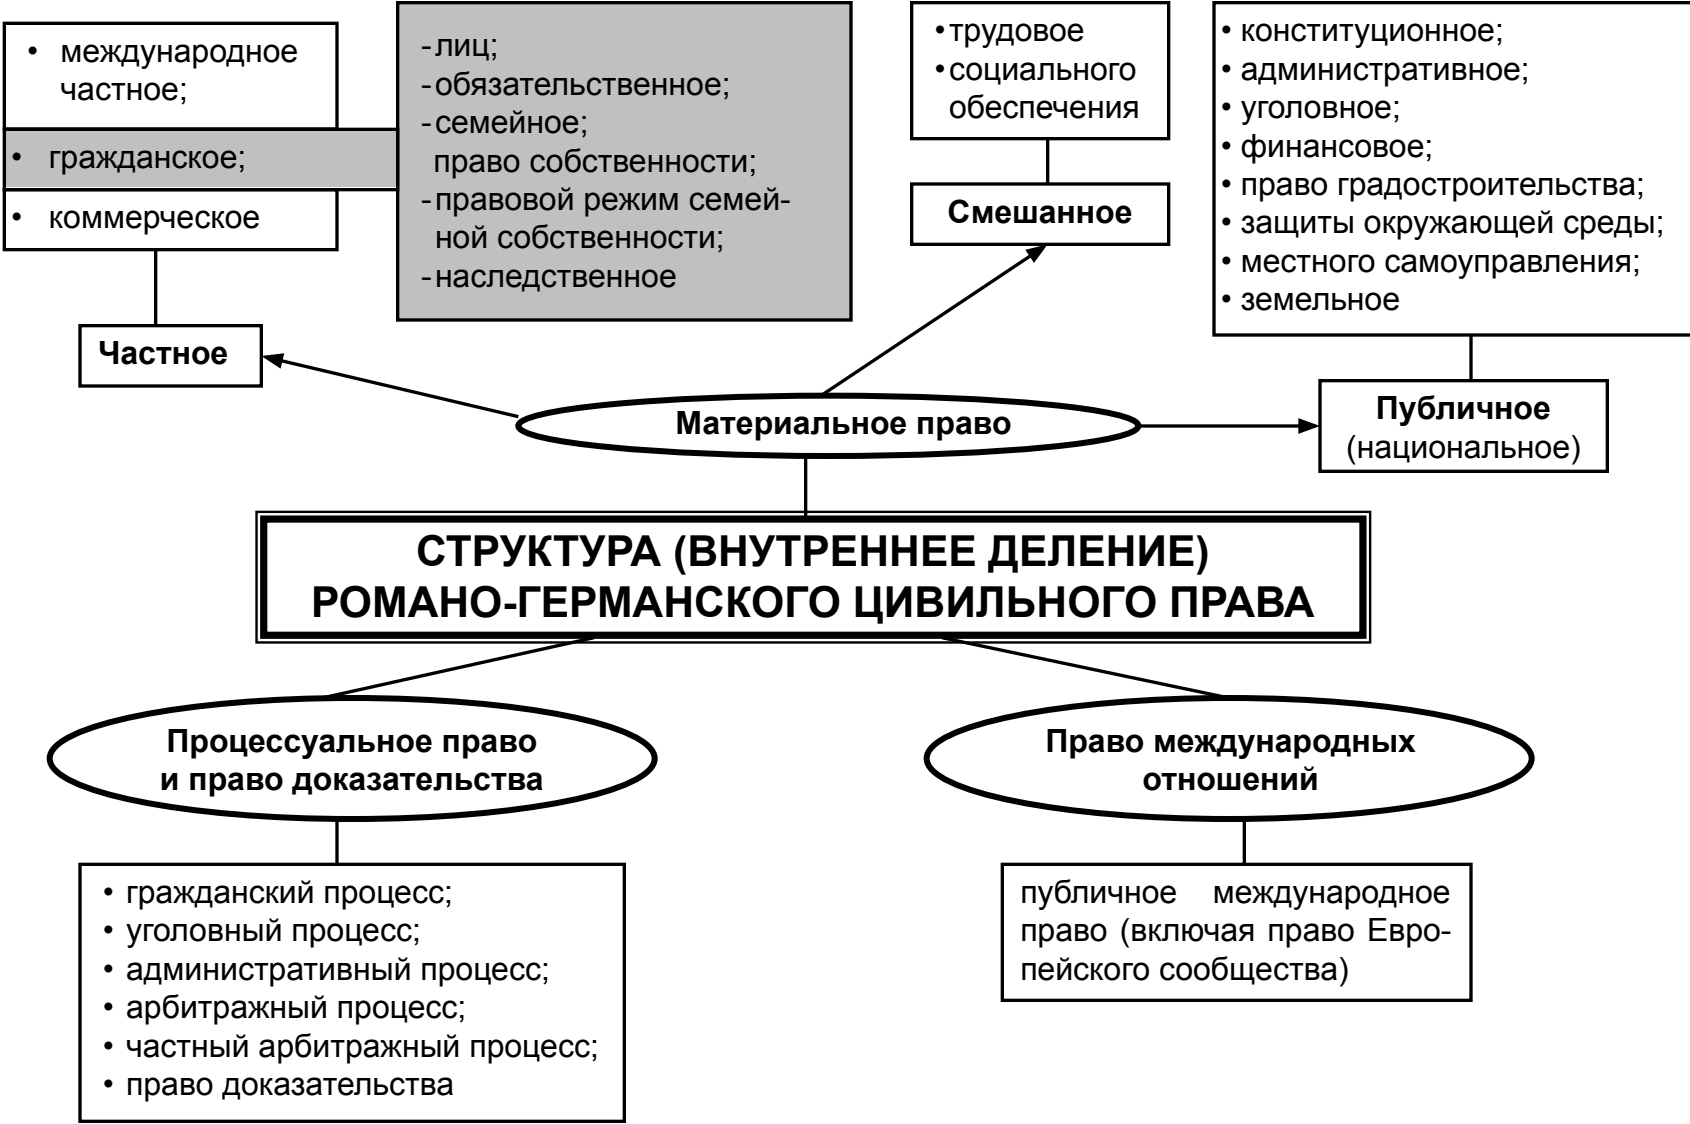 • международное
частное;
• гражданское;
• коммерческое
-лиц;
-обязательственное;
-семейное;
право собственности;
-правовой режим семей-
ной собственности;
-наследственное
•трудовое
•социального
обеспечения
• конституционное;
• административное;
• уголовное;
• финансовое;
• право градостроительства;
• защиты окружающей среды;
• местного самоуправления;
• земельное
Смешанное
Частное
Материальное право
Публичное
(национальное)
СТРУКТУРА (ВНУТРЕННЕЕ ДЕЛЕНИЕ)
РОМАНО-ГЕРМАНСКОГО ЦИВИЛЬНОГО ПРАВА
Процессуальное право
и право доказательства
Право международных
отношений
• гражданский процесс;
• уголовный процесс;
• административный процесс;
• арбитражный процесс;
• частный арбитражный процесс;
• право доказательства
публичное международное
право (включая право Евро-
пейского сообщества)